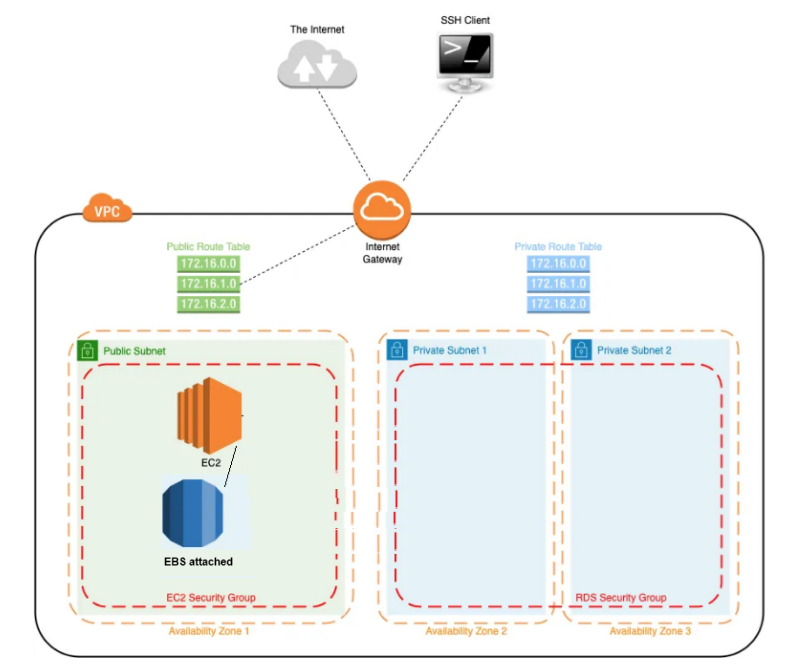 SSH Client
The Internet
>_
VPC
Internet
Gateway
Public Route Table
172.16.0.0
172.16.1.0
172.16.2.0
Private Route Table
172.16.0.0
172.16.1.0
172.16.2.0
Public Subnet
Private Subnet 1
Private Subnet 2
EC2
EBS attached
EC2 Security Group
RDS Security Group
Availability Zone 1
Availability Zone 2
Availability Zone 3